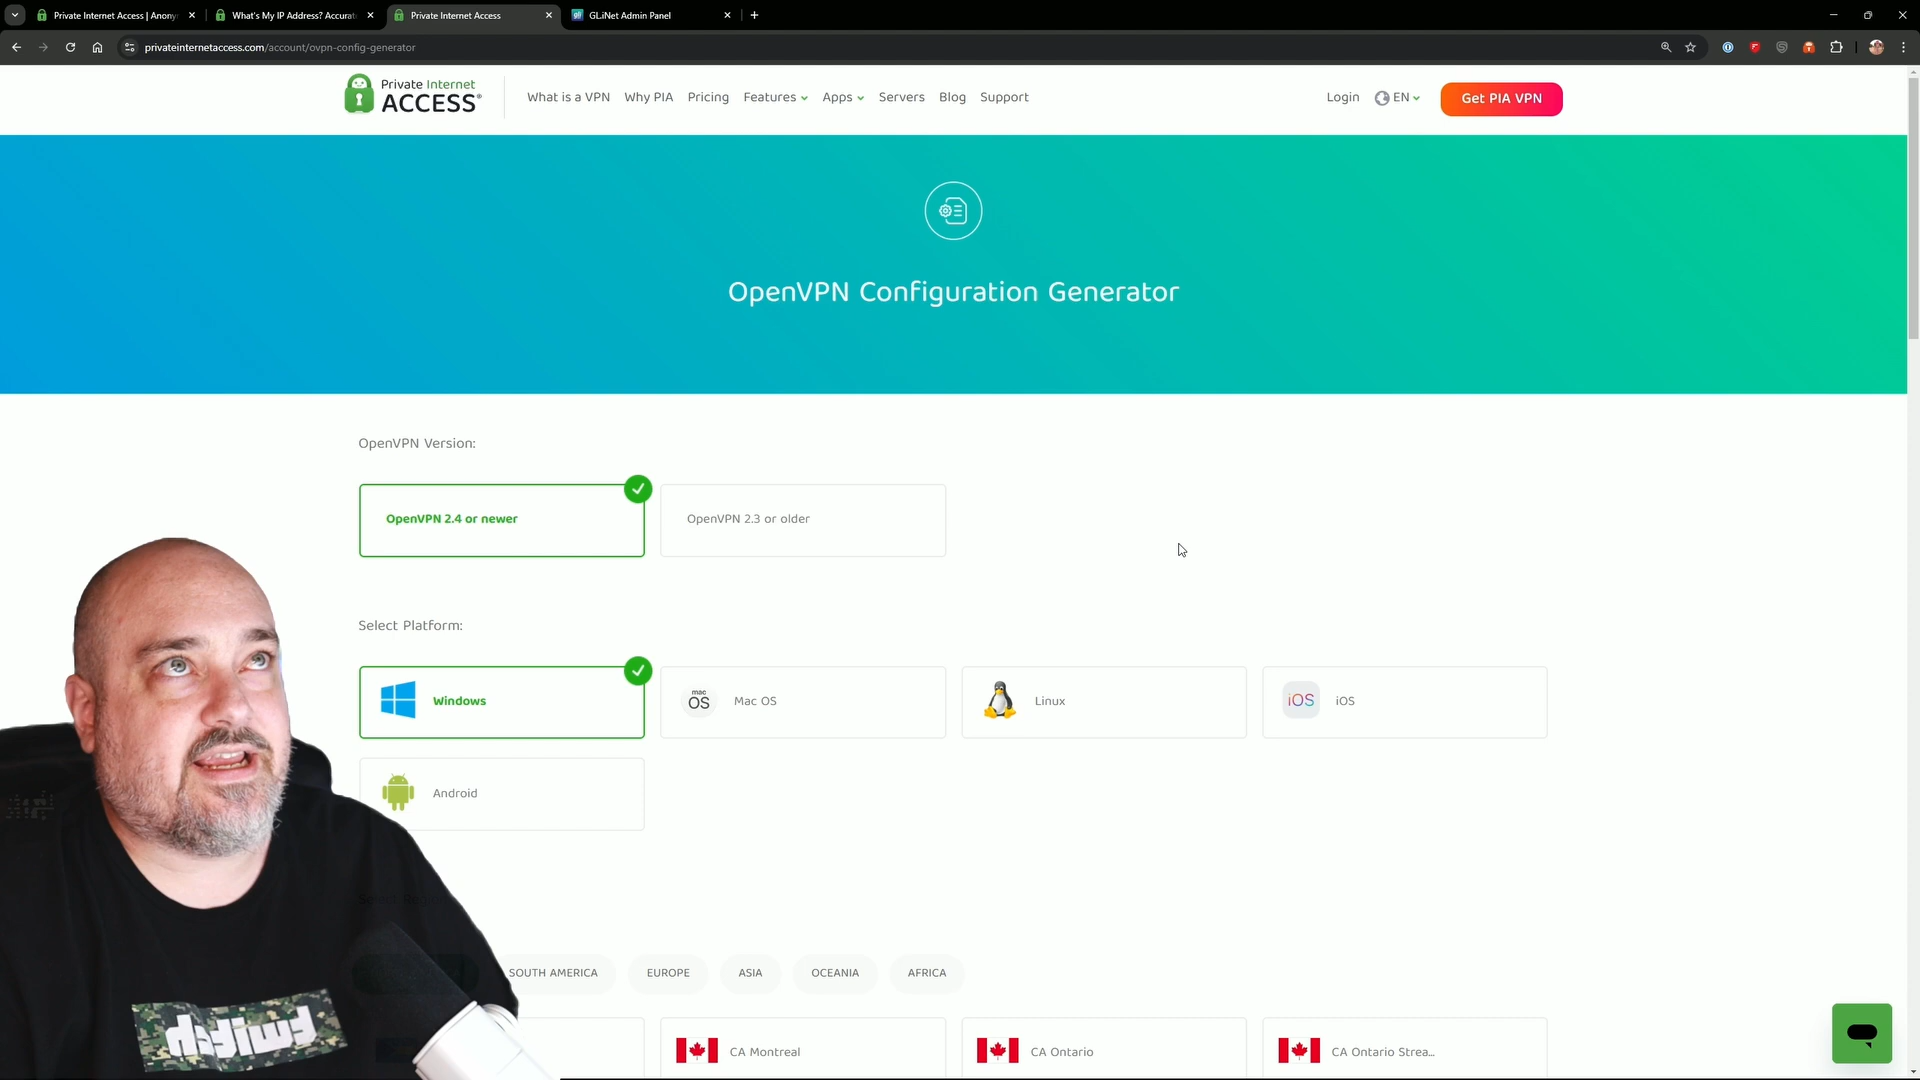 Private Internet Access | Anony
What's My IP Address? Accurat
Private Internet Access
GL.iNet Admin Panel
privateinternetaccess.com/account/ovpn-config-generator
Private Internet
ACCESS®
What is a VPN
Why PIA
Pricing
Features
Apps
Servers
Blog
Support
Login
EN
Get PIA VPN
OpenVPN Configuration Generator
OpenVPN Version:
OpenVPN 2.4 or newer
OpenVPN 2.3 or older
Select Platform:
Windows
mac
OS
Mac OS
Linux
iOS
iOS
Android
SOUTH AMERICA
EUROPE
ASIA
OCEANIA
AFRICA
CA Montreal
CA Ontario
CA Ontario Strea...